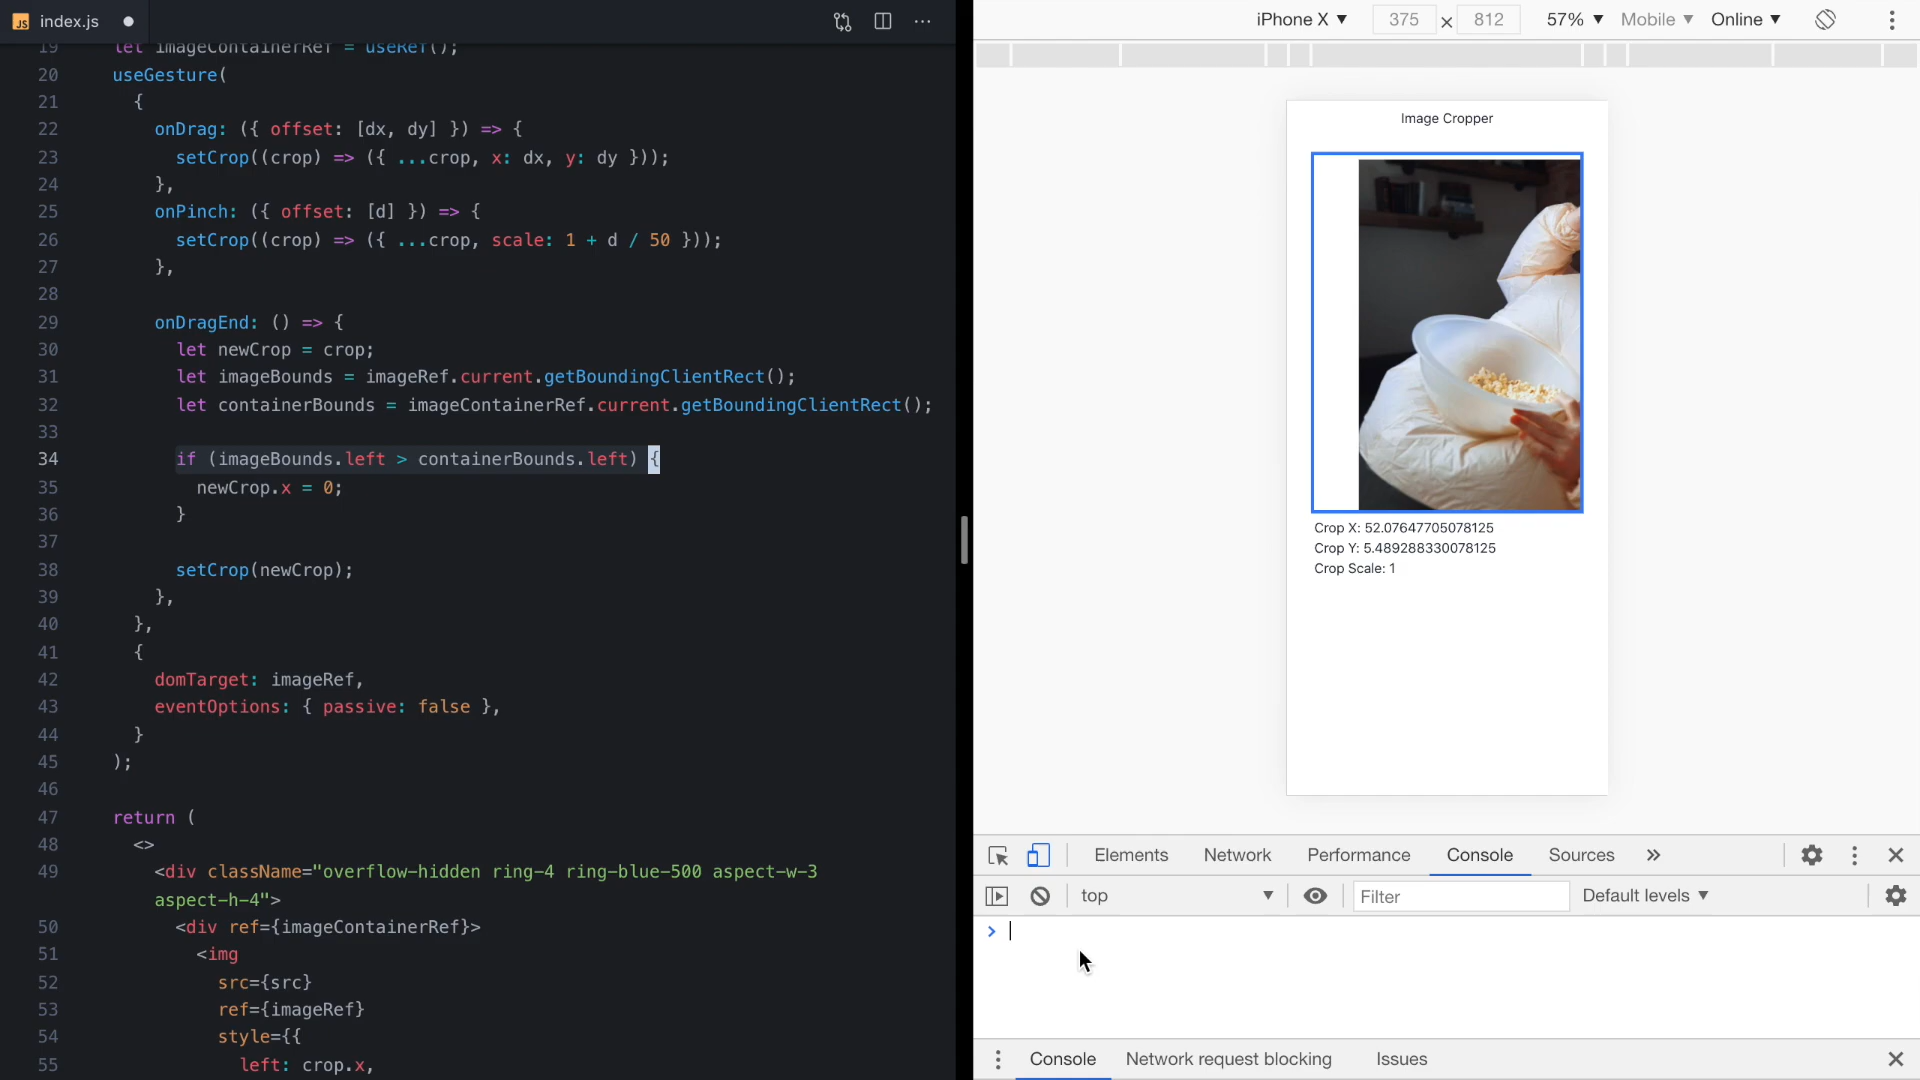 index.js
19 let imageContainerRef = useRef();
20 useGesture(
21 {
22 onDrag: ({ offset: [dx, dy] }) => {
23 setCrop((crop) => ({ ...crop, x: dx, y: dy }));
24 },
25 onPinch: ({ offset: [d] }) => {
26 setCrop((crop) => ({ ...crop, scale: 1 + d / 50 }));
27 },
28
29 onDragEnd: () => {
30 let newCrop = crop;
31 let imageBounds = imageRef.current.getBoundingClientRect();
32 let containerBounds = imageContainerRef.current.getBoundingClientRect();
33
34 if (imageBounds.left > containerBounds.left) {
35 newCrop.x = 0;
36 }
37
38 setCrop(newCrop);
39 },
40 },
41 {
42 domTarget: imageRef,
43 eventOptions: { passive: false },
44 }
45 );
46
47 return (
48 <>
49 <div className="overflow-hidden ring-4 ring-blue-500 aspect-w-3
aspect-h-4">
50 <div ref={imageContainerRef}>
51 <img
52 src={src}
53 ref={imageRef}
54 style={{
55 left: crop.x,
iPhone X ▼ 375 × 812 57% ▼ Mobile ▼ Online ▼
Image Cropper
Crop X: 52.07647705078125
Crop Y: 5.489288330078125
Crop Scale: 1
Elements Network Performance Console Sources »
top ▼ Filter Default levels ▼
>
Console Network request blocking Issues